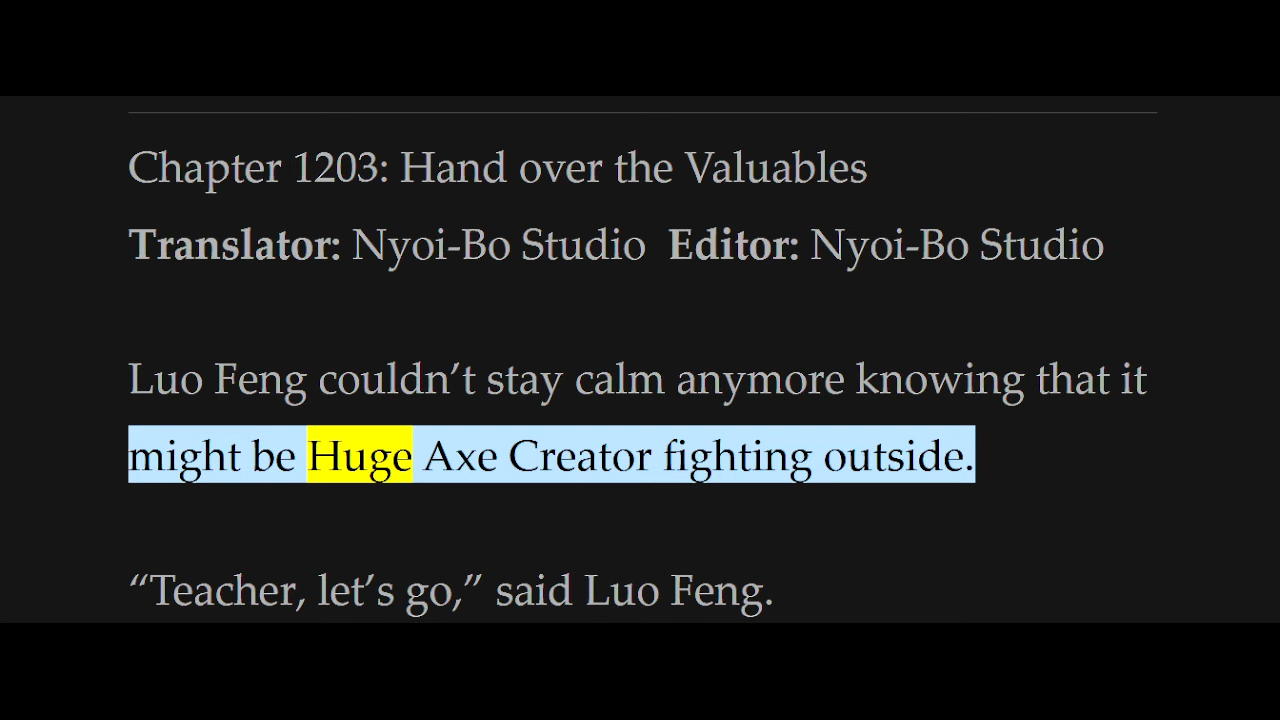 Chapter 1203: Hand over the Valuables
Translator: Nyoi-Bo Studio  Editor: Nyoi-Bo Studio
Luo Feng couldn’t stay calm anymore knowing that it
might be Huge Axe Creator fighting outside.
“Teacher, let’s go,” said Luo Feng.